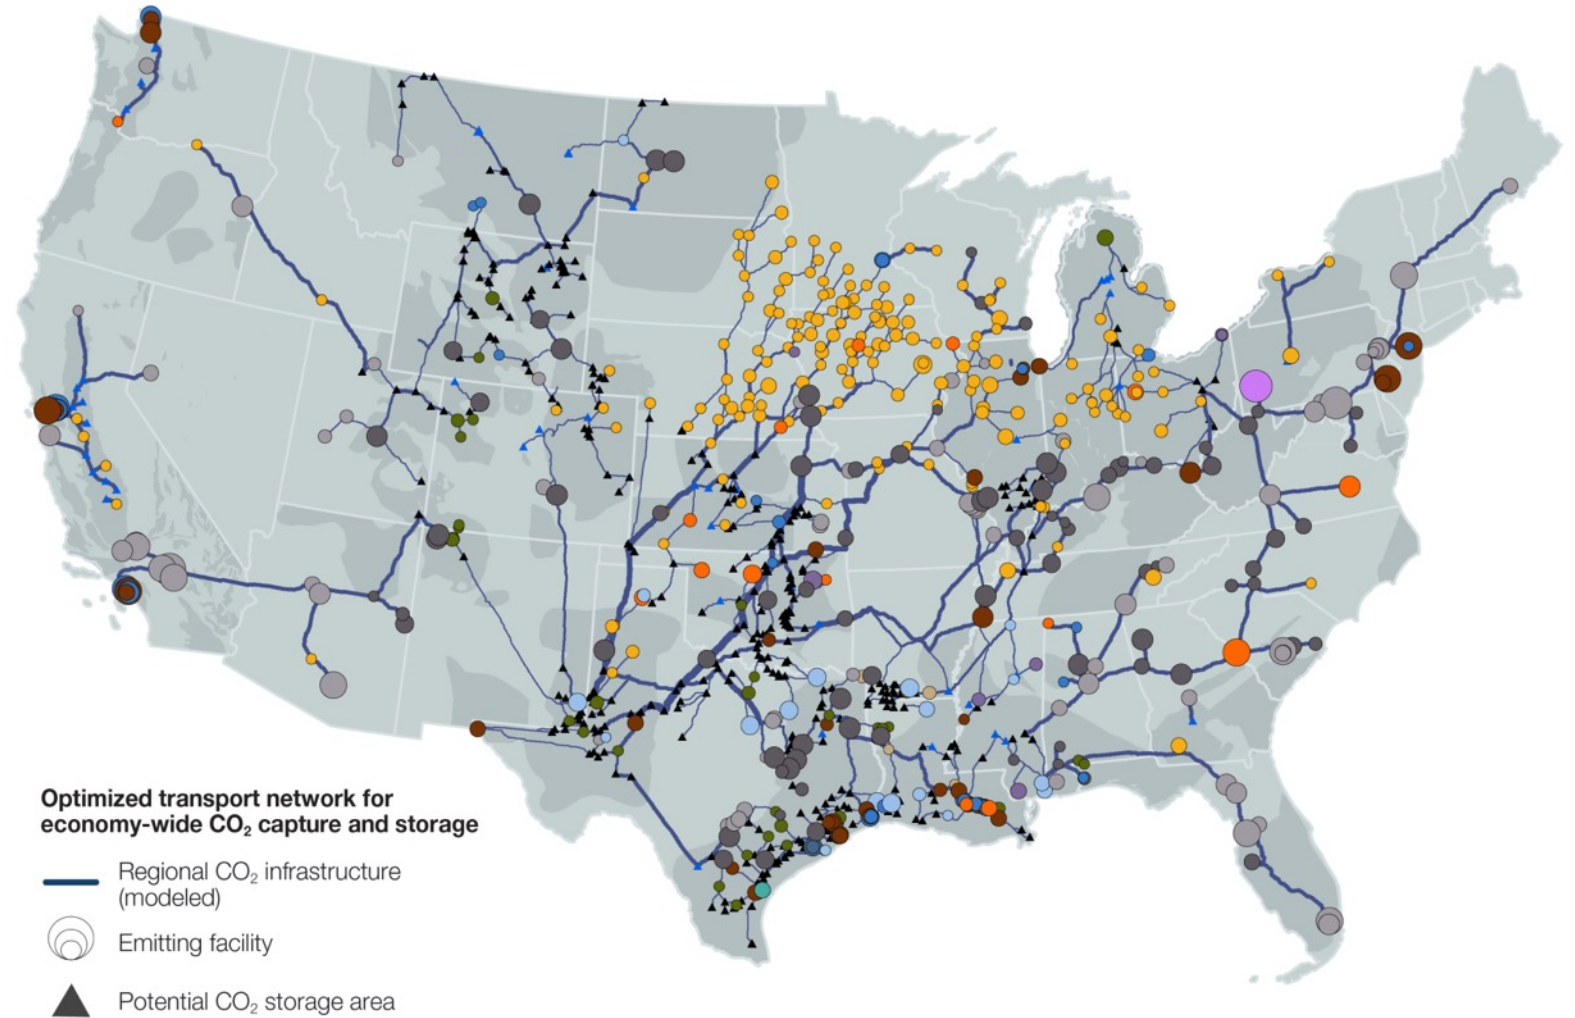 Optimized transport network for
economy-wide CO₂ capture and storage
Regional CO₂ infrastructure
(modeled)
Emitting facility
Potential CO₂ storage area